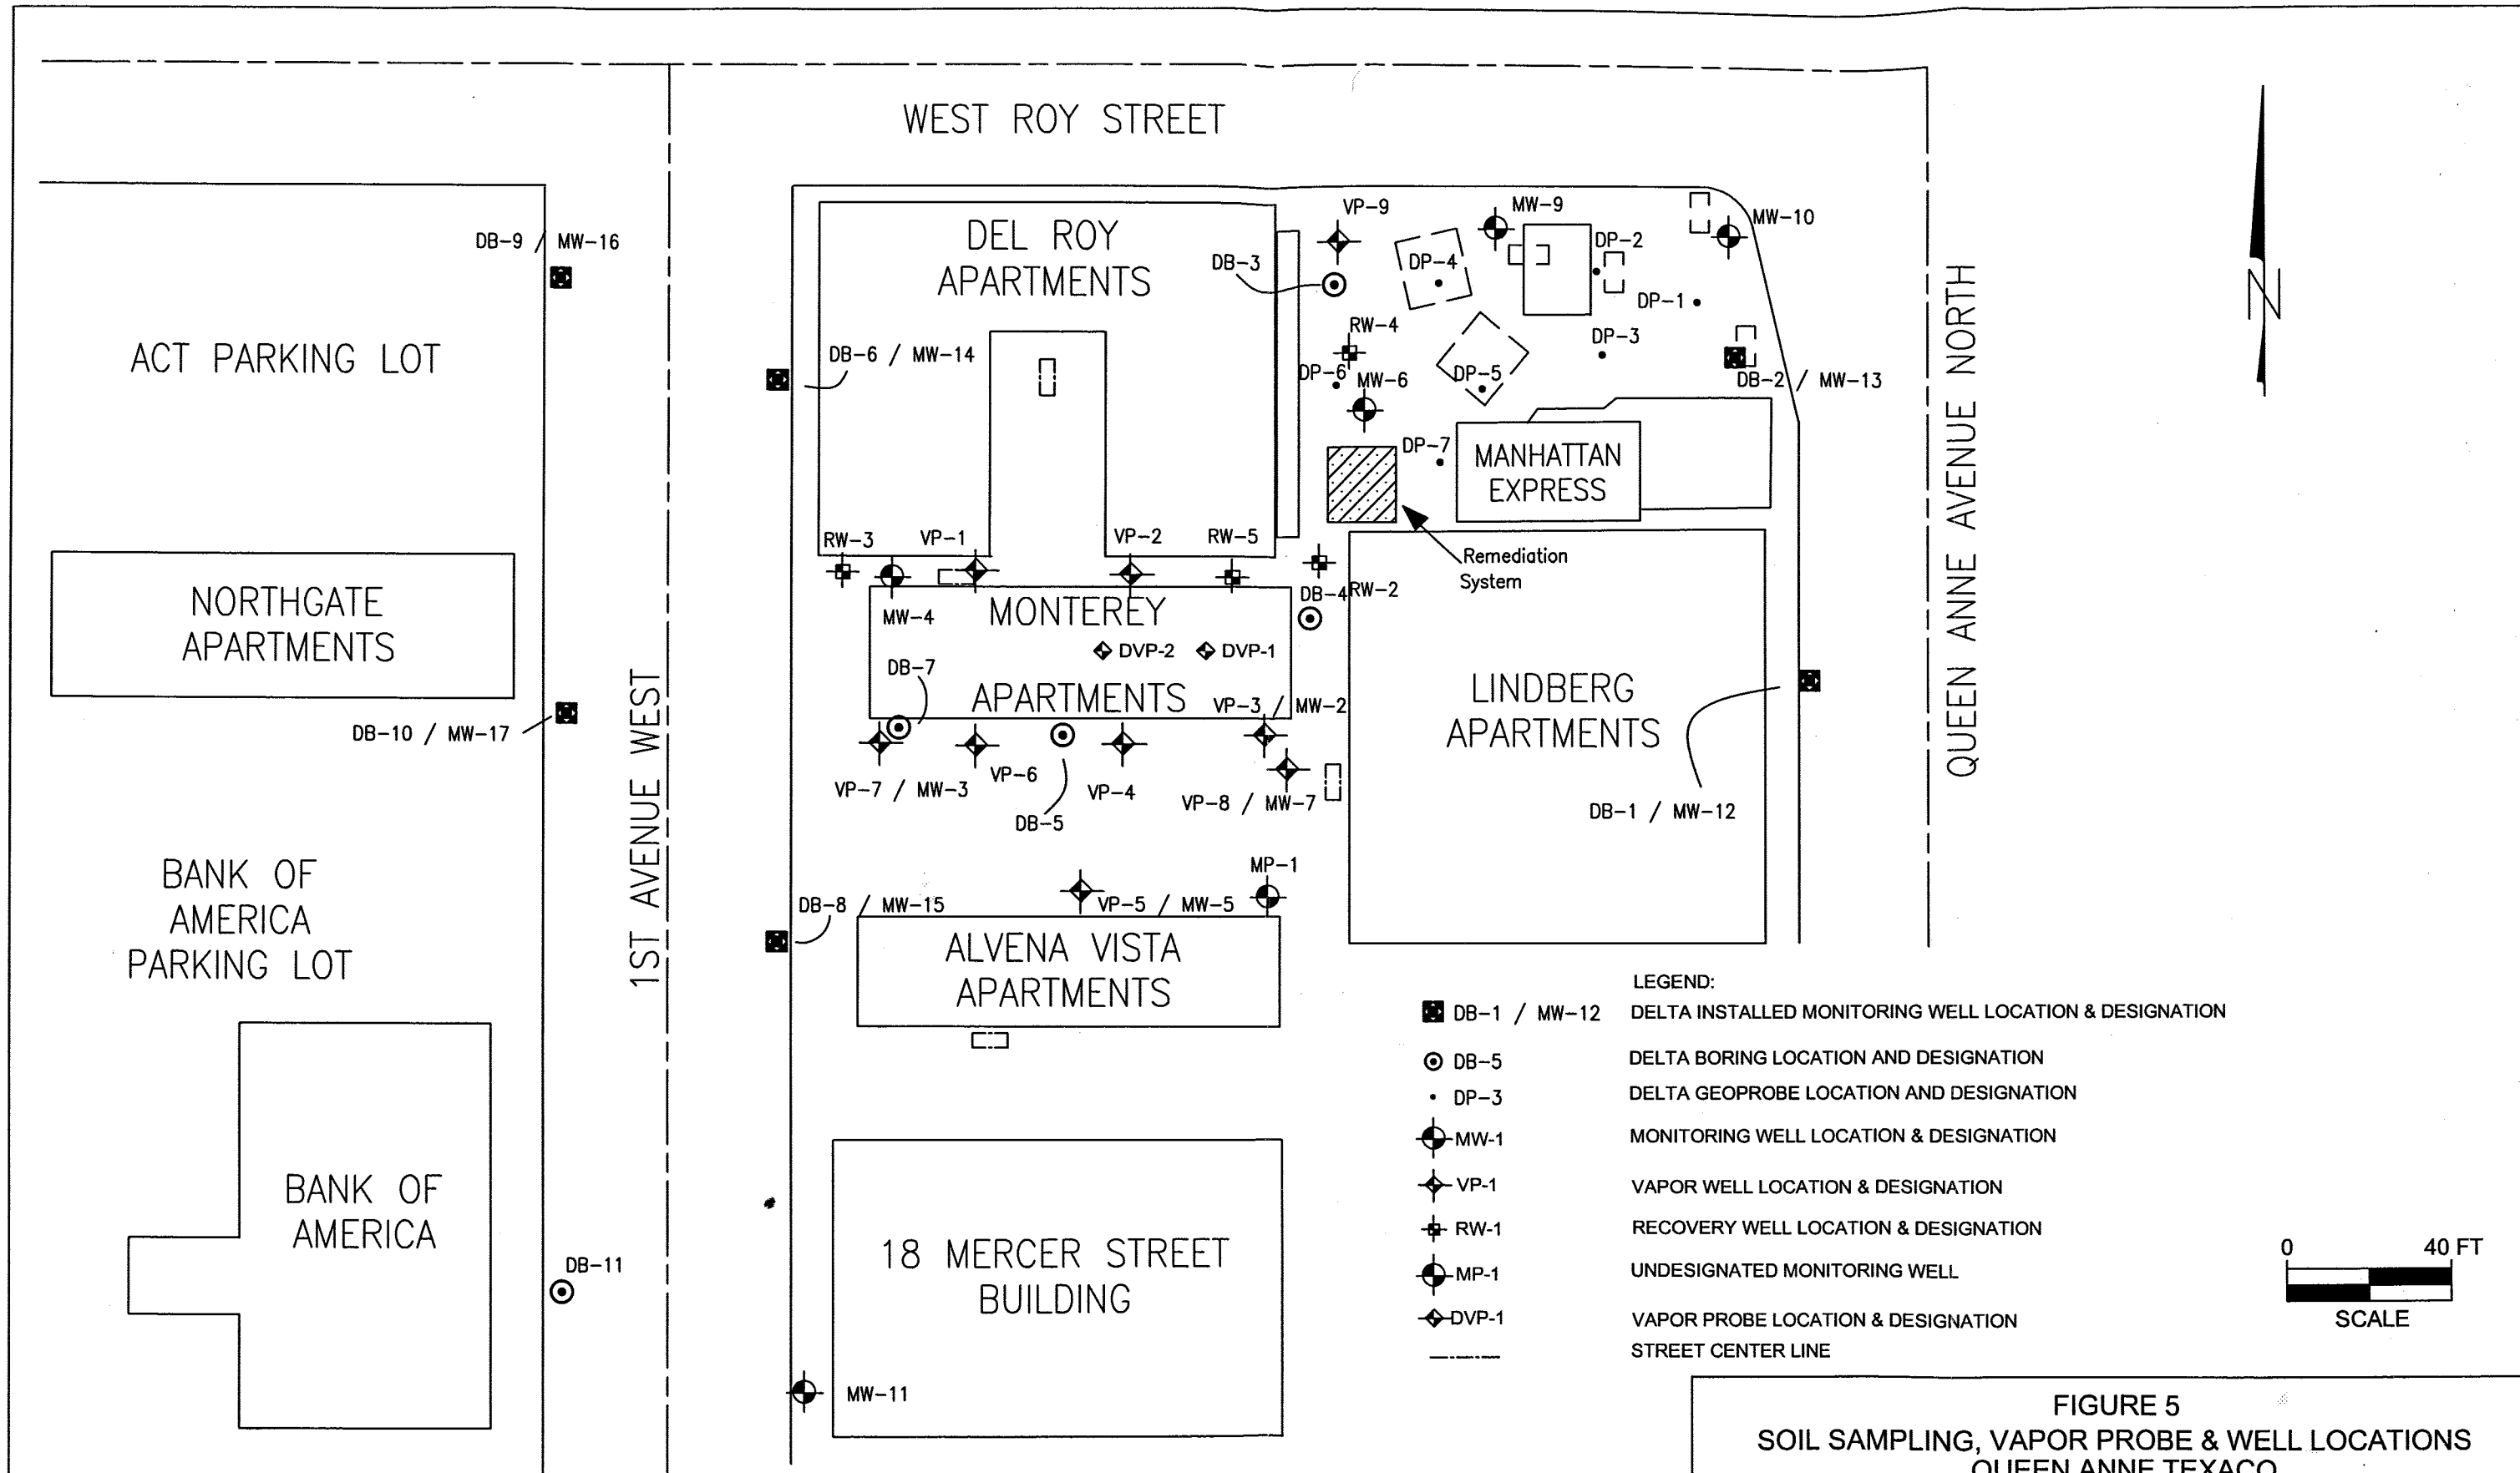 WEST ROY STREET
DEL ROY
APARTMENTS
VP-9
MW-9
MW-10
DB-9 / MW-16
DP-2
DP-4
DB-3
DP-1
ACT PARKING LOT
DB-6 / MW-14
RW-4
DP-3
DP-6
MW-6
DP-5
DB-2 / MW-13
QUEEN ANNE AVENUE NORTH
N
DP-7
MANHATTAN
EXPRESS
RW-3
VP-1
VP-2
RW-5
Remediation
System
NORTHGATE
APARTMENTS
MW-4
MONTEREY
APARTMENTS
DB-4
RW-2
DVP-2
DVP-1
DB-7
VP-3 / MW-2
LINDBERG
APARTMENTS
DB-10 / MW-17
1ST AVENUE WEST
VP-7 / MW-3
VP-6
VP-4
DB-5
VP-8 / MW-7
DB-1 / MW-12
BANK OF
AMERICA
PARKING LOT
MP-1
DB-8 / MW-15
VP-5 / MW-5
ALVENA VISTA
APARTMENTS
BANK OF
AMERICA
DB-11
18 MERCER STREET
BUILDING
MW-11
LEGEND:
DB-1 / MW-12 DELTA INSTALLED MONITORING WELL LOCATION & DESIGNATION
DB-5 DELTA BORING LOCATION AND DESIGNATION
DP-3 DELTA GEOPROBE LOCATION AND DESIGNATION
MW-1 MONITORING WELL LOCATION & DESIGNATION
VP-1 VAPOR WELL LOCATION & DESIGNATION
RW-1 RECOVERY WELL LOCATION & DESIGNATION
MP-1 UNDESIGNATED MONITORING WELL
DVP-1 VAPOR PROBE LOCATION & DESIGNATION
STREET CENTER LINE
0 40 FT
SCALE
FIGURE 5
SOIL SAMPLING, VAPOR PROBE & WELL LOCATIONS
QUEEN ANNE TEXACO